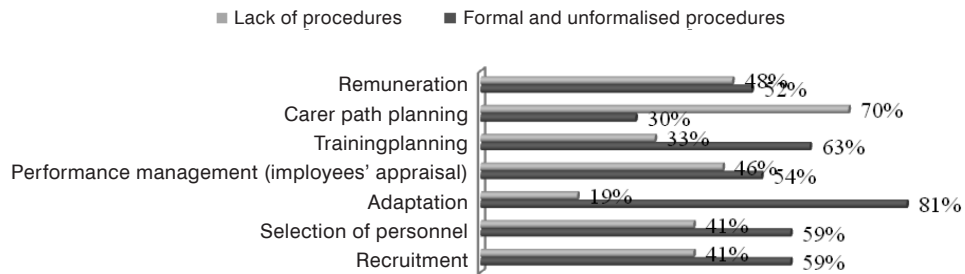 Lack of procedures Formal and unformalised procedures
Remuneration 48%
52%
Carer path planning 70%
30%
Trainingplanning 33%
63%
Performance management (imployees' appraisal) 46%
54%
Adaptation 19%
81%
Selection of personnel 41%
59%
Recruitment 41%
59%